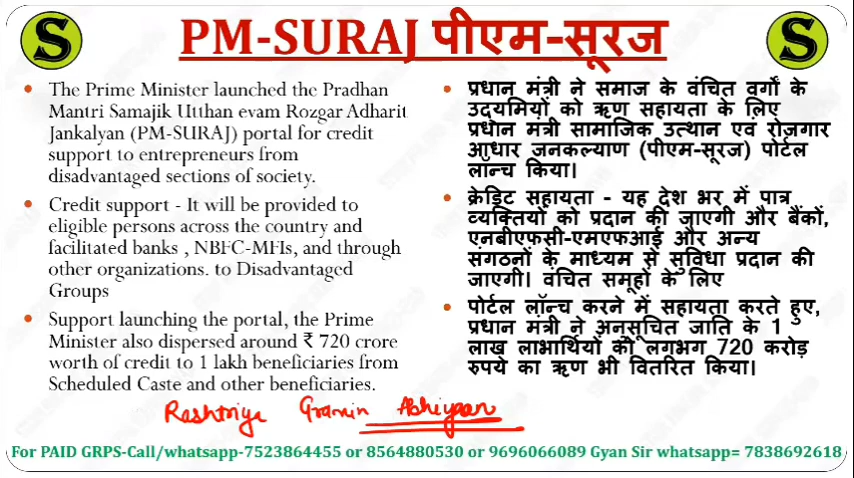 S
PM-SURAJ पीएम-सूरज
S
• The Prime Minister launched the Pradhan
Mantri Samajik Utthan evam Rozgar Adharit
Jankalyan (PM-SURAJ) portal for credit
support to entrepreneurs from
disadvantaged sections of society.
• Credit support - It will be provided to
eligible persons across the country and
facilitated banks , NBFC-MFIs, and through
other organizations. to Disadvantaged
Groups
• Support launching the portal, the Prime
Minister also dispersed around ₹ 720 crore
worth of credit to 1 lakh beneficiaries from
Scheduled Caste and other beneficiaries.
• प्रधान मंत्री ने समाज के वंचित वर्गों के
उद्यमियों को ऋण सहायता के लिए
प्रधान मंत्री सामाजिक उत्थान एवं रोजगार
आधार जनकल्याण (पीएम-सूरज) पोर्टल
लॉन्च किया।
• क्रेडिट सहायता - यह देश भर में पात्र
व्यक्तियों को प्रदान की जाएगी और बैंकों,
एनबीएफसी-एमएफआई और अन्य
संगठनों के माध्यम से सुविधा प्रदान की
जाएगी। वंचित समूहों के लिए
• पोर्टल लॉन्च करने में सहायता करते हुए,
प्रधान मंत्री ने अनुसूचित जाति के 1
लाख लाभार्थियों को लगभग 720 करोड़
रुपये का ऋण भी वितरित किया।
Rashtriya Gramin Abhiyaan
For PAID GRPS-Call/whatsapp-7523864455 or 8564880530 or 9696066089 Gyan Sir whatsapp= 7838692618